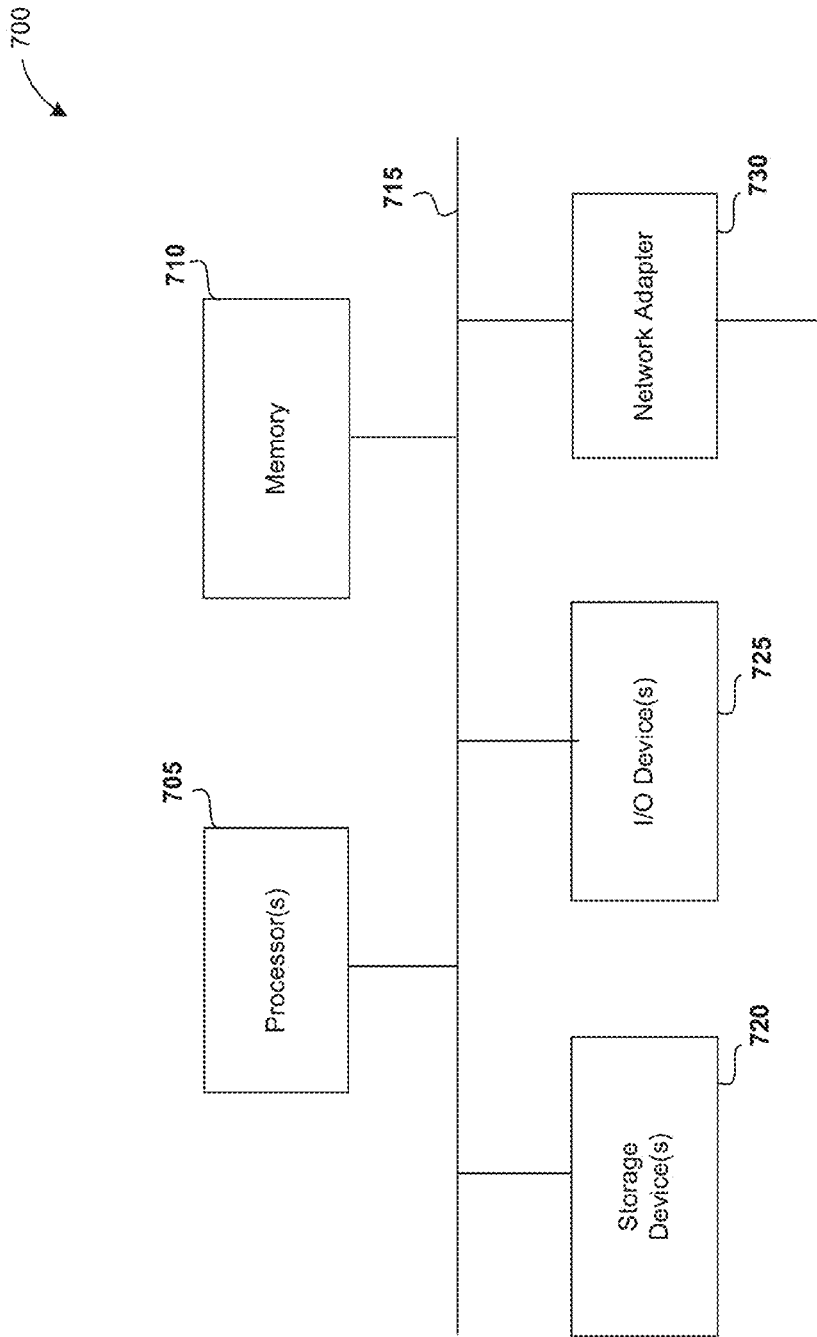 700
705
Processor(s)
710
Memory
715
Storage
Device(s)
720
I/O Device(s)
725
Network Adapter
730